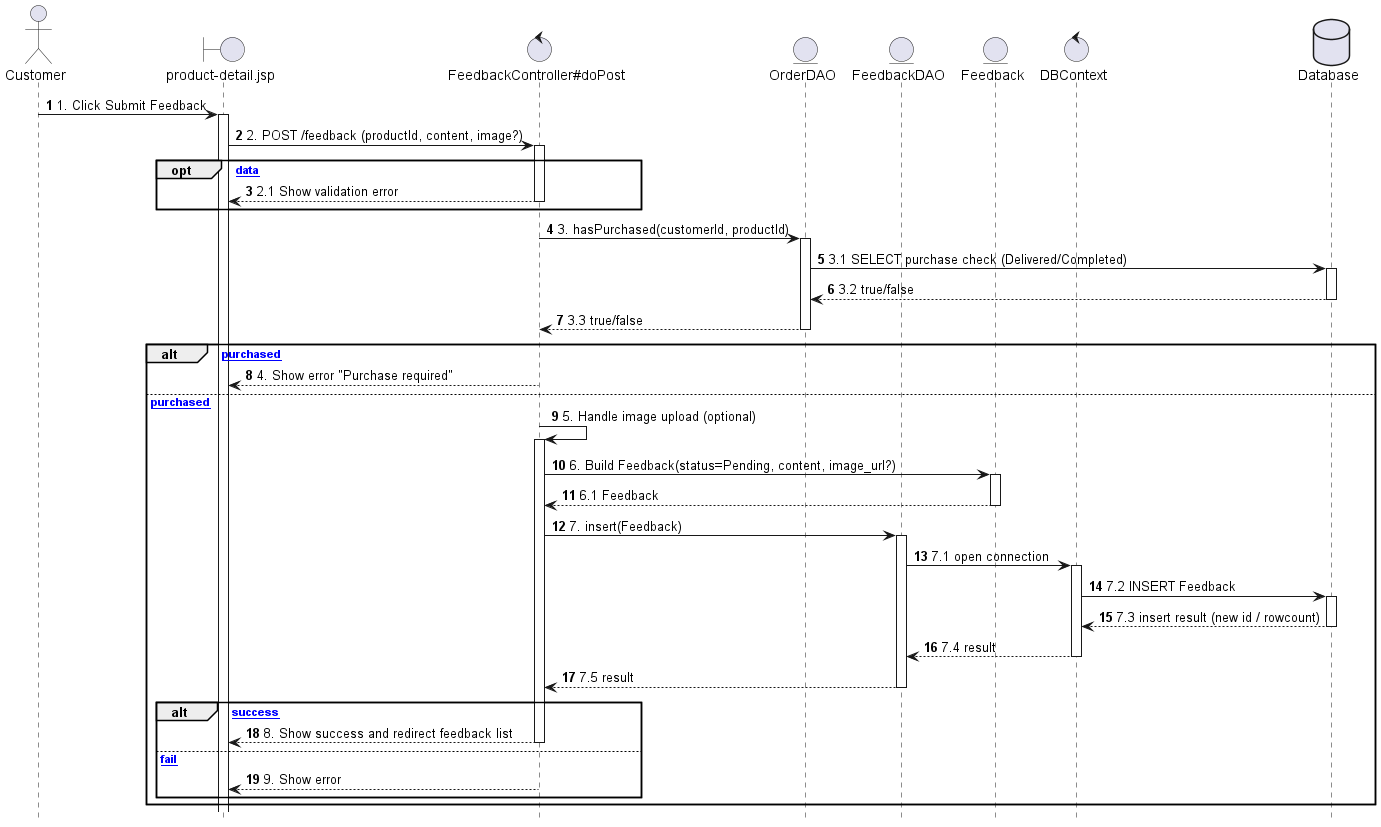 Customer
product-detail.jsp
FeedbackController#doPost
OrderDAO
FeedbackDAO
Feedback
DBContext
Database
1 1. Click Submit Feedback
2 2. POST /feedback (productId, content, image?)
opt data
3 2.1 Show validation error
4 3. hasPurchased(customerId, productId)
5 3.1 SELECT purchase check (Delivered/Completed)
6 3.2 true/false
7 3.3 true/false
alt purchased
8 4. Show error "Purchase required"
purchased
9 5. Handle image upload (optional)
10 6. Build Feedback(status=Pending, content, image_url?)
11 6.1 Feedback
12 7. insert(Feedback)
13 7.1 open connection
14 7.2 INSERT Feedback
15 7.3 insert result (new id / rowcount)
16 7.4 result
17 7.5 result
alt success
18 8. Show success and redirect feedback list
fail
19 9. Show error